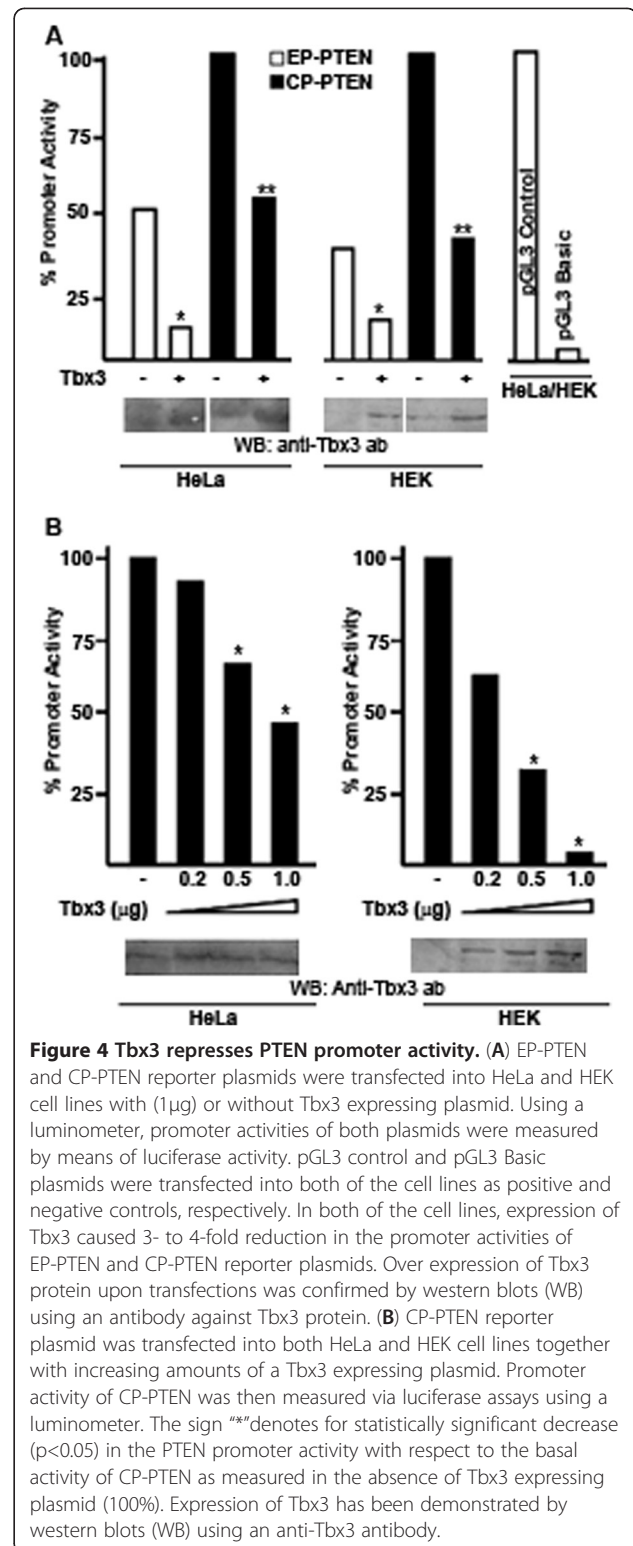 A
EP-PTEN
CP-PTEN
% Promoter Activity
100
75
50
25
*
**
*
**
pGL3 Control
pGL3 Basic
Tbx3 - + - + - + - +
HeLa/HEK
WB: anti-Tbx3 ab
HeLa HEK
B
% Promoter Activity
100
75
50
25
*
*
- 0.2 0.5 1.0
Tbx3 (µg)
% Promoter Activity
100
75
50
25
*
*
- 0.2 0.5 1.0
Tbx3 (µg)
WB: Anti-Tbx3 ab
HeLa HEK
Figure 4 Tbx3 represses PTEN promoter activity. (A) EP-PTEN
and CP-PTEN reporter plasmids were transfected into HeLa and HEK
cell lines with (1µg) or without Tbx3 expressing plasmid. Using a
luminometer, promoter activities of both plasmids were measured
by means of luciferase activity. pGL3 control and pGL3 Basic
plasmids were transfected into both of the cell lines as positive and
negative controls, respectively. In both of the cell lines, expression of
Tbx3 caused 3- to 4-fold reduction in the promoter activities of
EP-PTEN and CP-PTEN reporter plasmids. Over expression of Tbx3
protein upon transfections was confirmed by western blots (WB)
using an antibody against Tbx3 protein. (B) CP-PTEN reporter
plasmid was transfected into both HeLa and HEK cell lines together
with increasing amounts of a Tbx3 expressing plasmid. Promoter
activity of CP-PTEN was then measured via luciferase assays using a
luminometer. The sign “*”denotes for statistically significant decrease
(p<0.05) in the PTEN promoter activity with respect to the basal
activity of CP-PTEN as measured in the absence of Tbx3 expressing
plasmid (100%). Expression of Tbx3 has been demonstrated by
western blots (WB) using an anti-Tbx3 antibody.